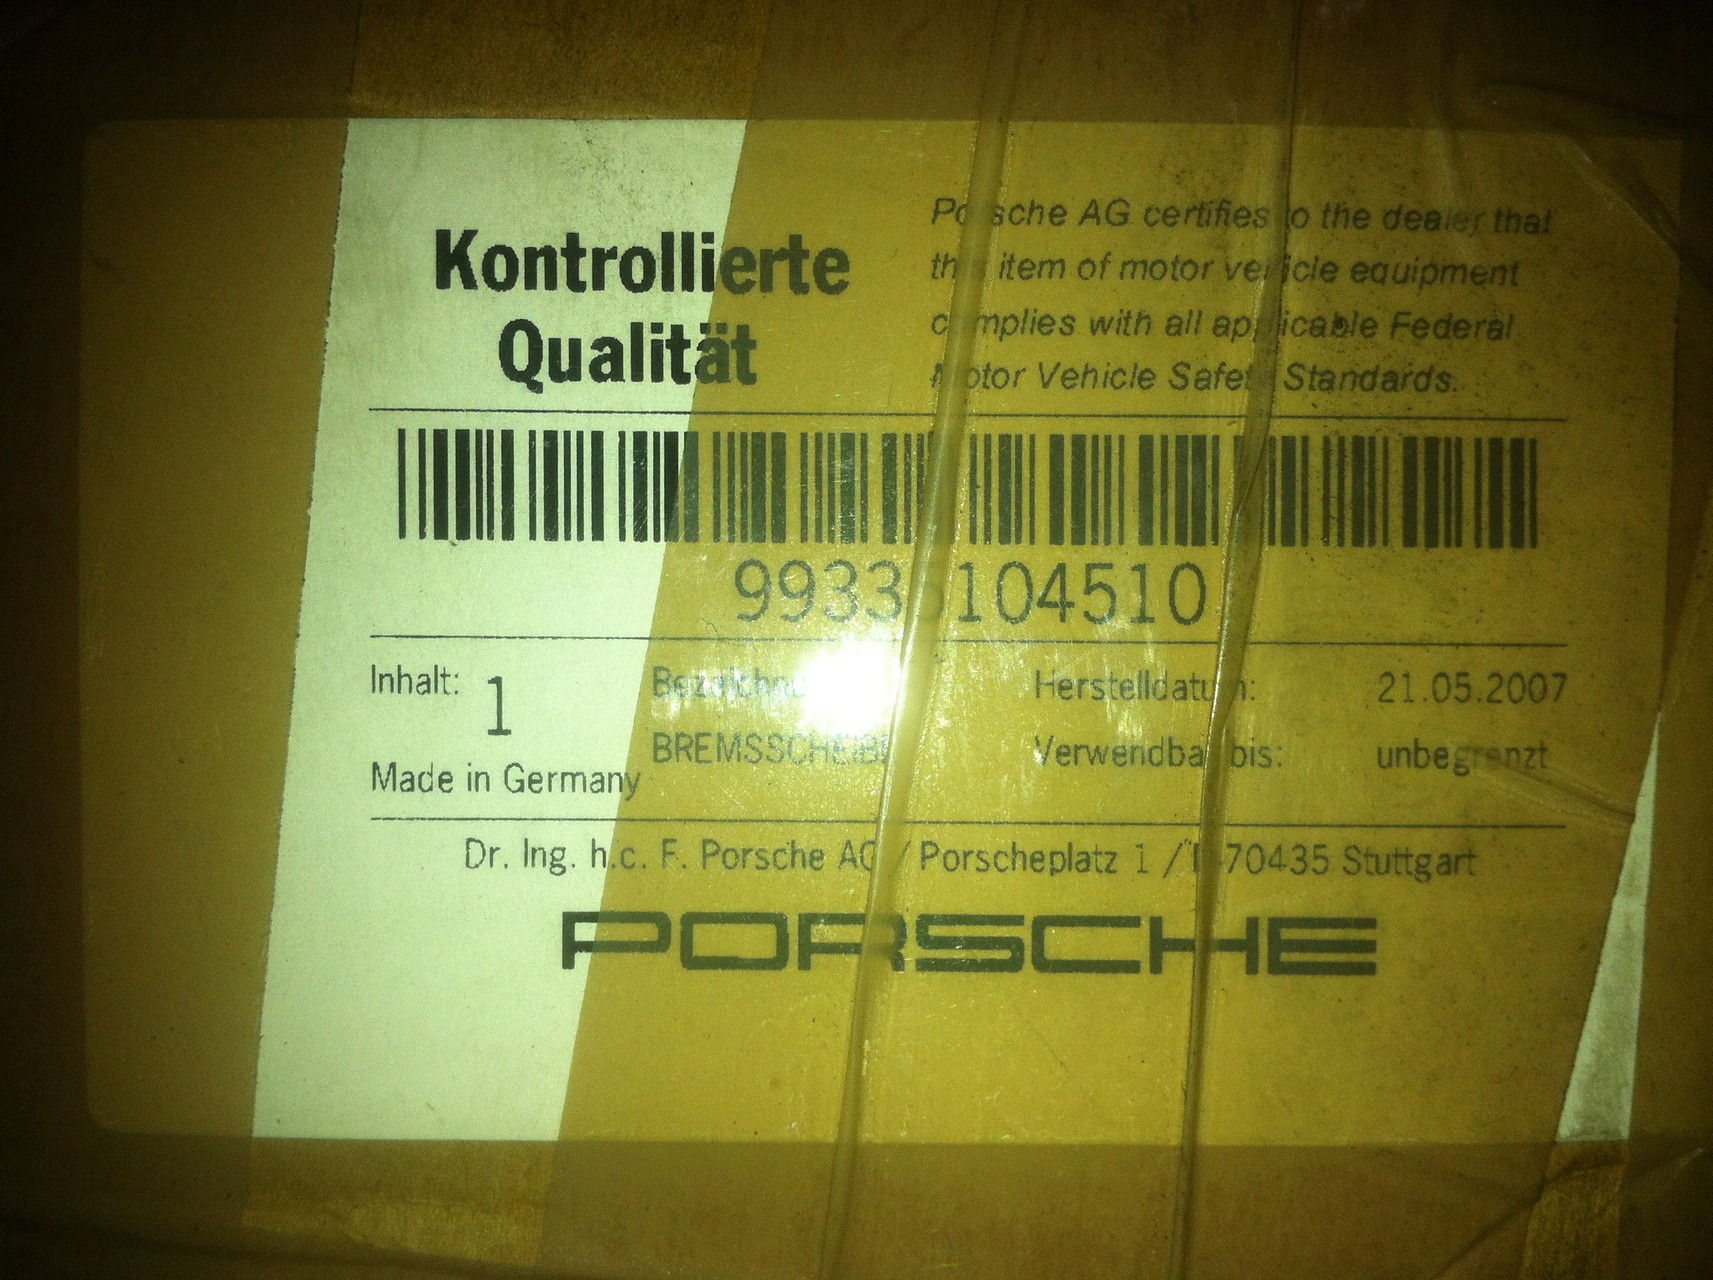 Kontrollierte
Qualität
Porsche AG certifies to the dealer that
this item of motor vehicle equipment
complies with all applicable Federal
Motor Vehicle Safety Standards.
99335104510
Inhalt: 1
Made in Germany
BREMSSCHEIBE
Herstelldatum: 21.05.2007
Verwendbar bis: unbegrenzt
Dr. Ing. h.c. F. Porsche AG / Porscheplatz 1 / D-70435 Stuttgart
PORSCHE